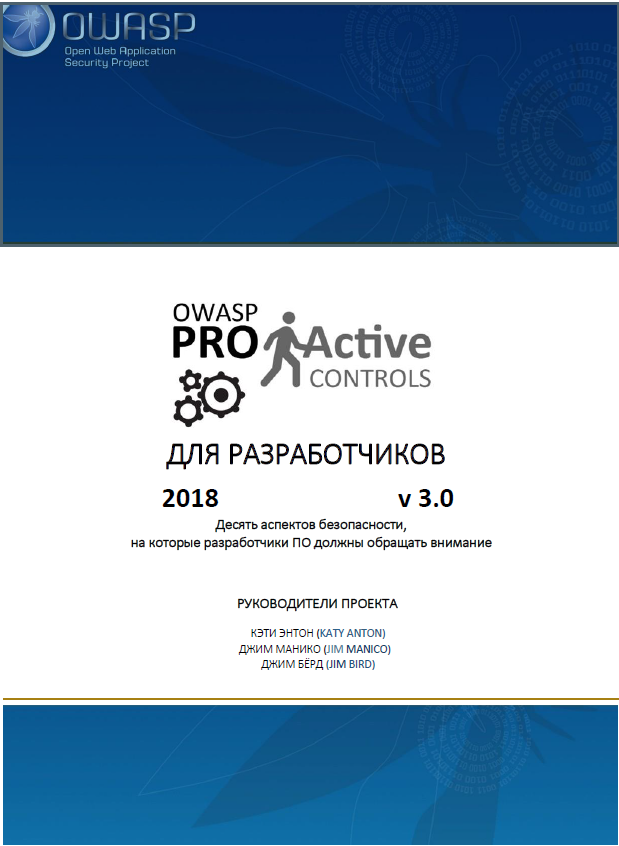 OWASP
Open Web Application
Security Project
OWASP
PRO Active
CONTROLS
ДЛЯ РАЗРАБОТЧИКОВ
2018 v 3.0
Десять аспектов безопасности,
на которые разработчики ПО должны обращать внимание
РУКОВОДИТЕЛИ ПРОЕКТА
КЭТИ ЭНТОН (KATY ANTON)
ДЖИМ МАНИКО (JIM MANICO)
ДЖИМ БЁРД (JIM BIRD)